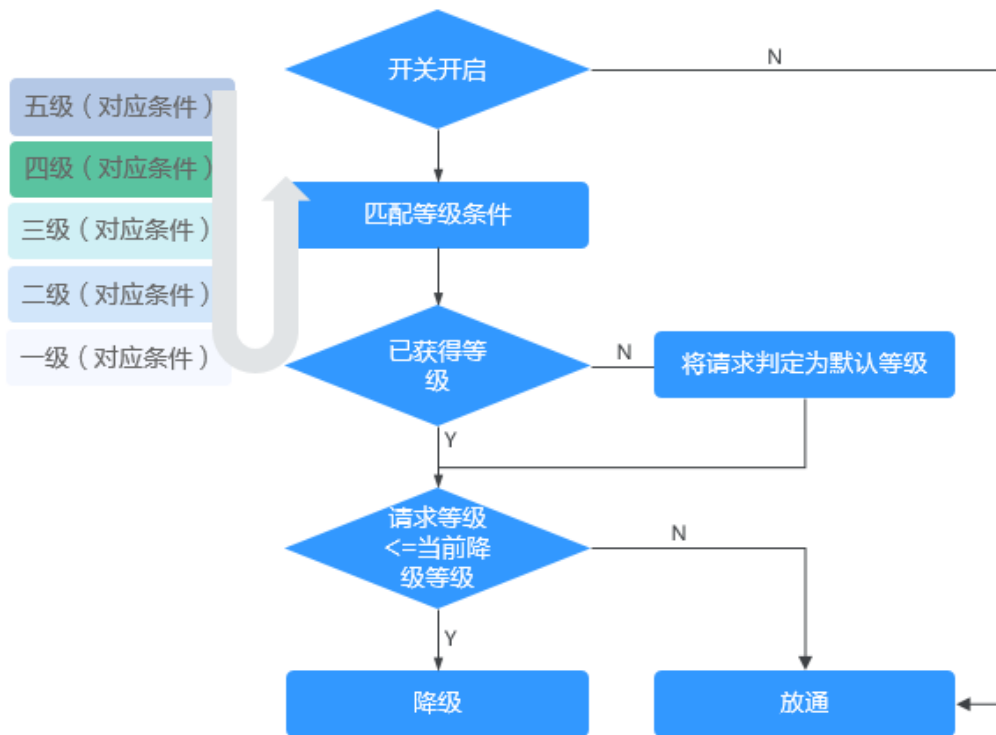 开关开启
N
五级（对应条件）
四级（对应条件）
三级（对应条件）
二级（对应条件）
一级（对应条件）
匹配等级条件
已获得等
级
N
将请求判定为默认等级
Y
请求等级
<=当前降
级等级
N
Y
降级
放通